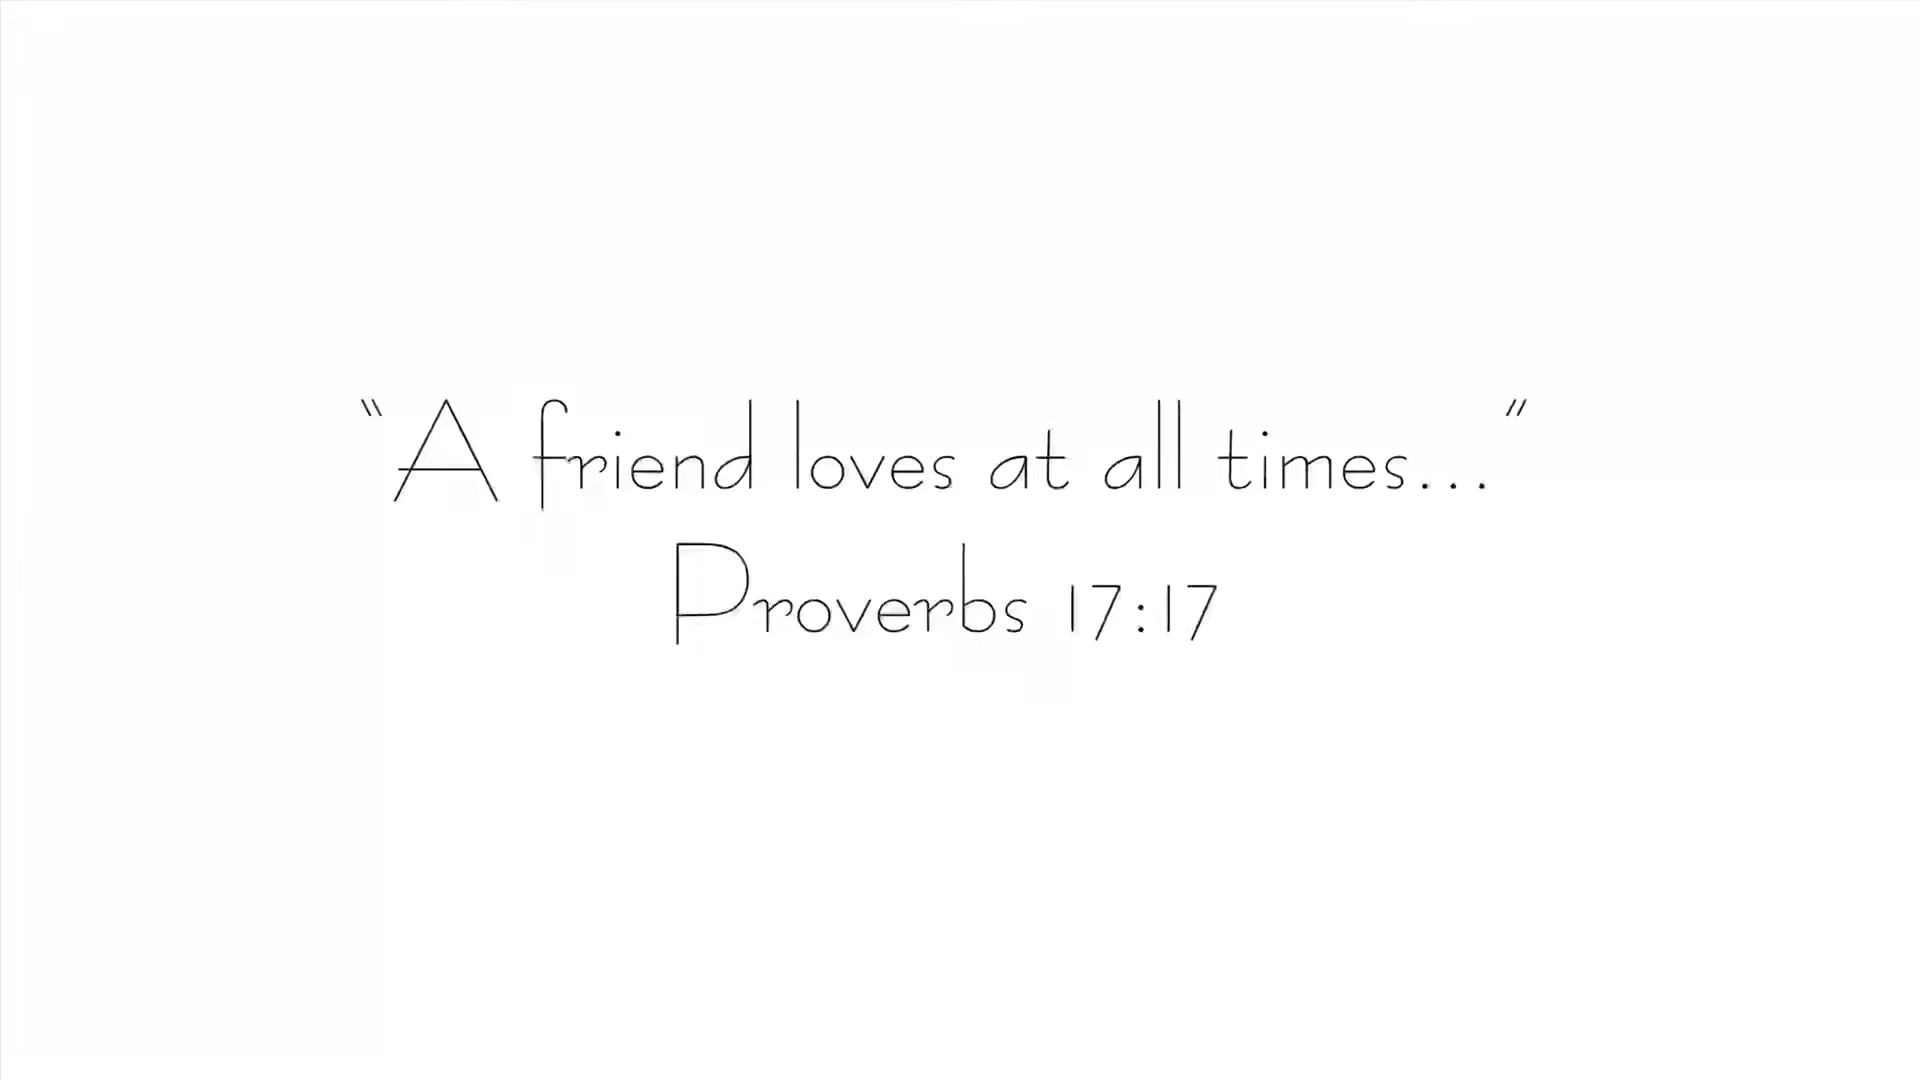 “A friend loves at all times...”
Proverbs 17:17